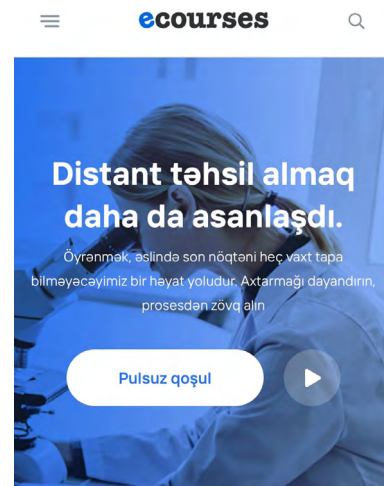 ecourses
Distant təhsil almaq
daha da asanlaşdı.
Öyrənmək, əslində son nöqtəni heç vaxt tapa
bilməyəcəyimiz bir həyat yoludur. Axtarmağı dayandırın,
prosesdən zövq alın
Pulsuz qoşul